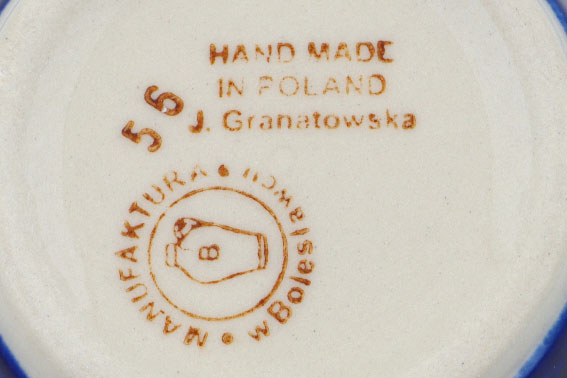 HAND MADE
IN POLAND
J. Granatowska
56
MANUFAKTURA • w Bolesławcu •
B